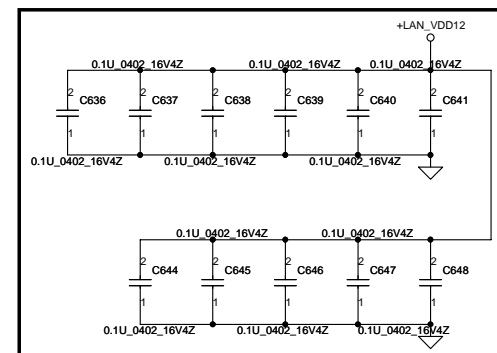 +LAN_VDD12
0.1U_0402_16V4Z 0.1U_0402_16V4Z 0.1U_0402_16V4Z
2 2 2 2 2 2
C636 C637 C638 C639 C640 C641
1 1 1 1 1 1
0.1U_0402_16V4Z 0.1U_0402_16V4Z 0.1U_0402_16V4Z
0.1U_0402_16V4Z 0.1U_0402_16V4Z
2 2 2 2 2
C644 C645 C646 C647 C648
1 1 1 1 1
0.1U_0402_16V4Z 0.1U_0402_16V4Z 0.1U_0402_16V4Z